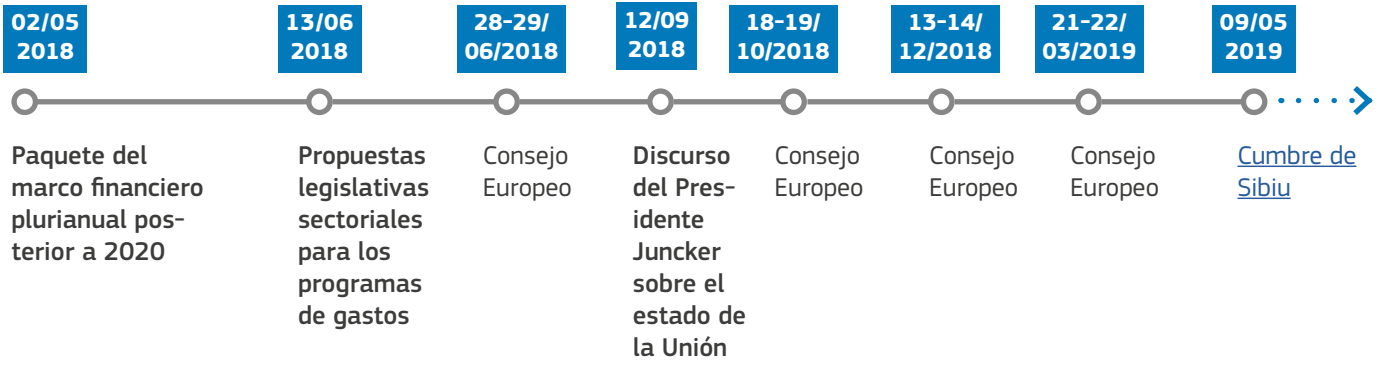 02/05
2018
13/06
2018
28-29/
06/2018
12/09
2018
18-19/
10/2018
13-14/
12/2018
21-22/
03/2019
09/05
2019
Paquete del
marco financiero
plurianual pos-
terior a 2020
Propuestas
legislativas
sectoriales
para los
programas
de gastos
Consejo
Europeo
Discurso
del Pres-
idente
Juncker
sobre el
estado de
la Unión
Consejo
Europeo
Consejo
Europeo
Consejo
Europeo
Cumbre de
Sibiu